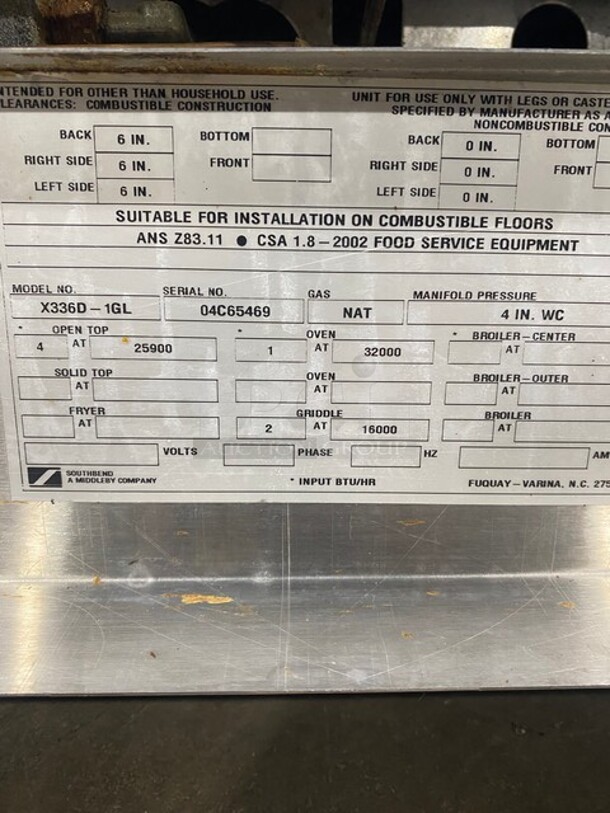 NTENDED FOR OTHER THAN HOUSEHOLD USE.
LEARANCES: COMBUSTIBLE CONSTRUCTION
BACK 6 IN. BOTTOM
RIGHT SIDE 6 IN. FRONT
LEFT SIDE 6 IN.
UNIT FOR USE ONLY WITH LEGS OR CASTE
SPECIFIED BY MANUFACTURER AS A
NONCOMBUSTIBLE CON
BACK 0 IN. BOTTOM
RIGHT SIDE 0 IN. FRONT
LEFT SIDE 0 IN.
SUITABLE FOR INSTALLATION ON COMBUSTIBLE FLOORS
ANS Z83.11 ● CSA 1.8–2002 FOOD SERVICE EQUIPMENT
MODEL NO. SERIAL NO. GAS MANIFOLD PRESSURE
X336D–1GL 04C65469 NAT 4 IN. WC
* OPEN TOP * OVEN * BROILER–CENTER
4 AT 25900 1 AT 32000 AT
SOLID TOP OVEN BROILER–OUTER
AT AT AT
FRYER GRIDDLE BROILER
AT 2 AT 16000 AT
VOLTS PHASE HZ AM
SOUTHBEND
A MIDDLEBY COMPANY
* INPUT BTU/HR
FUQUAY–VARINA, N.C. 275